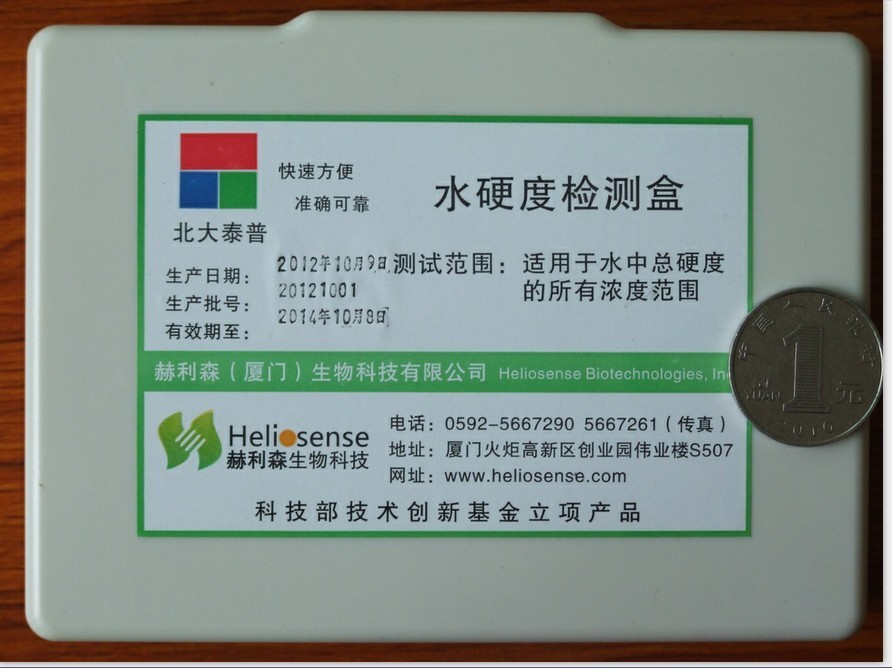 快速方便
准确可靠
水硬度检测盒
北大泰普
生产日期：2012年10月9日
生产批号：20121001
有效期至：2014年10月8日
测试范围：适用于水中总硬度
的所有浓度范围
赫利森（厦门）生物科技有限公司 Heliosense Biotechnologies, In
Heliosense
赫利森生物科技
电话：0592-5667290 5667261（传真）
地址：厦门火炬高新区创业园伟业楼S507
网址：www.heliosense.com
科技部技术创新基金立项产品
中国人民银行
1
元
YI
YUAN
2010